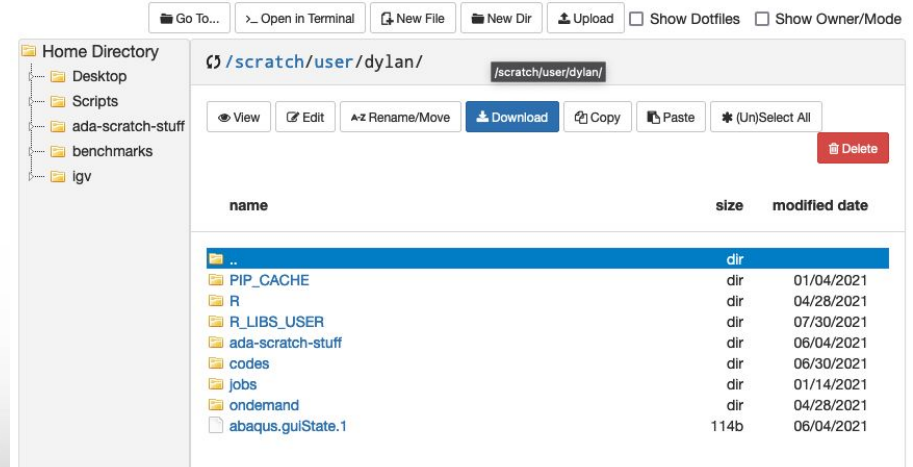 Go To... >_ Open in Terminal New File New Dir Upload Show Dotfiles Show Owner/Mode
Home Directory
Desktop
Scripts
ada-scratch-stuff
benchmarks
igv
/scratch/user/dylan/
/scratch/user/dylan/
View Edit A-Z Rename/Move Download Copy Paste (Un)Select All
Delete
name size modified date
.. dir
PIP_CACHE dir 01/04/2021
R dir 04/28/2021
R_LIBS_USER dir 07/30/2021
ada-scratch-stuff dir 06/04/2021
codes dir 06/30/2021
jobs dir 01/14/2021
ondemand dir 04/28/2021
abaqus.guiState.1 114b 06/04/2021